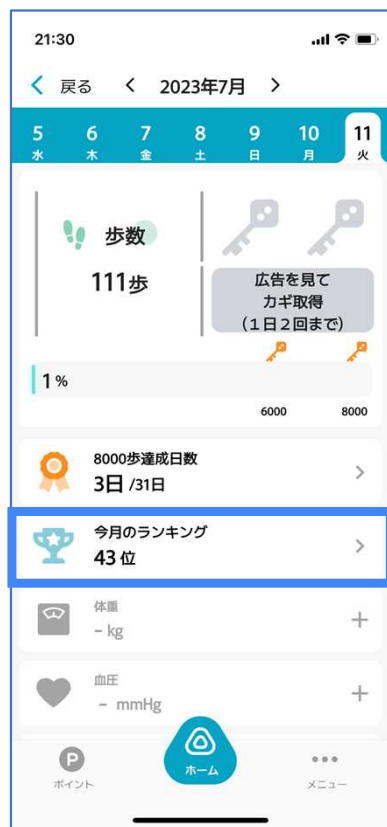 21:30
戻る
2023年7月
5 6 7 8 9 10 11
水 木 金 土 日 月 火
歩数
111歩
広告を見て
カギ取得
(1日2回まで)
1 %
6000 8000
8000歩達成日数
3日 /31日
今月のランキング
43 位
体重
- kg
血圧
- mmHg
P
ポイント
ホーム
メニュー